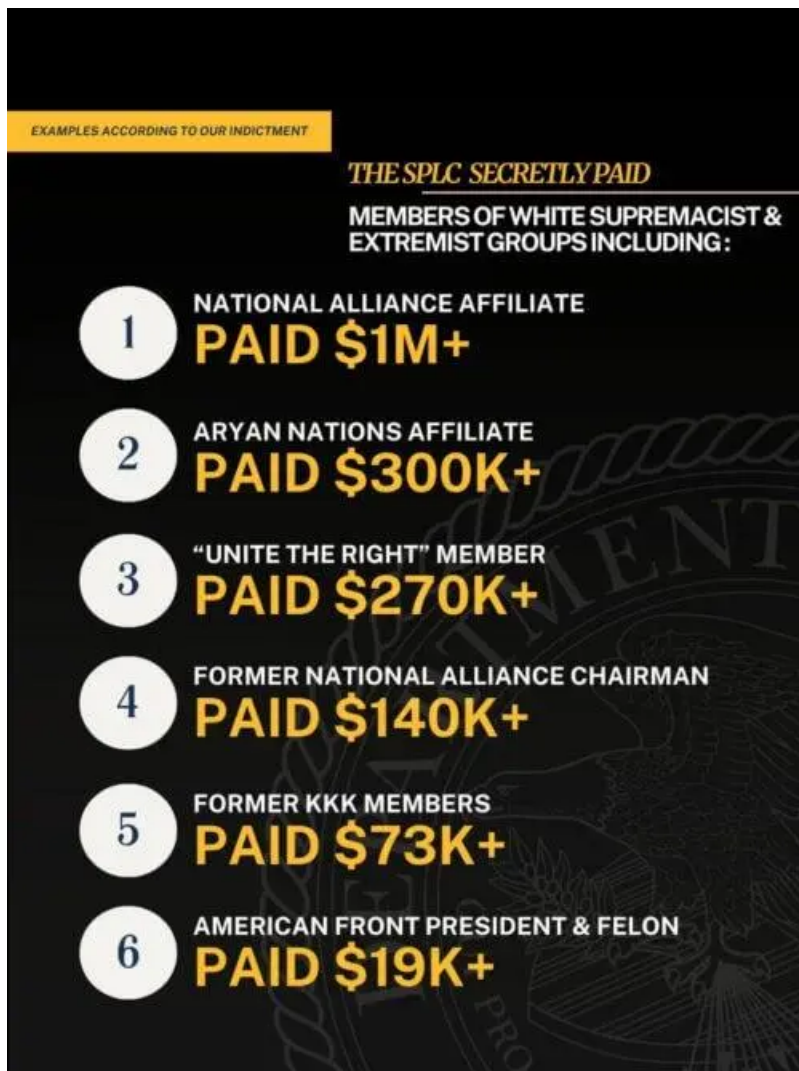 EXAMPLES ACCORDING TO OUR INDICTMENT
THE SPLC SECRETLY PAID
MEMBERS OF WHITE SUPREMACIST &
EXTREMIST GROUPS INCLUDING:
1
NATIONAL ALLIANCE AFFILIATE
PAID $1M+
2
ARYAN NATIONS AFFILIATE
PAID $300K+
3
“UNITE THE RIGHT” MEMBER
PAID $270K+
4
FORMER NATIONAL ALLIANCE CHAIRMAN
PAID $140K+
5
FORMER KKK MEMBERS
PAID $73K+
6
AMERICAN FRONT PRESIDENT & FELON
PAID $19K+
DEPARTMENT
PRO